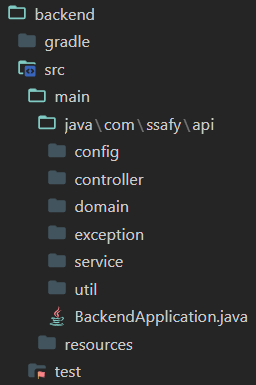 backend
gradle
src
main
java\com\ssafy\api
config
controller
domain
exception
service
util
BackendApplication.java
resources
test